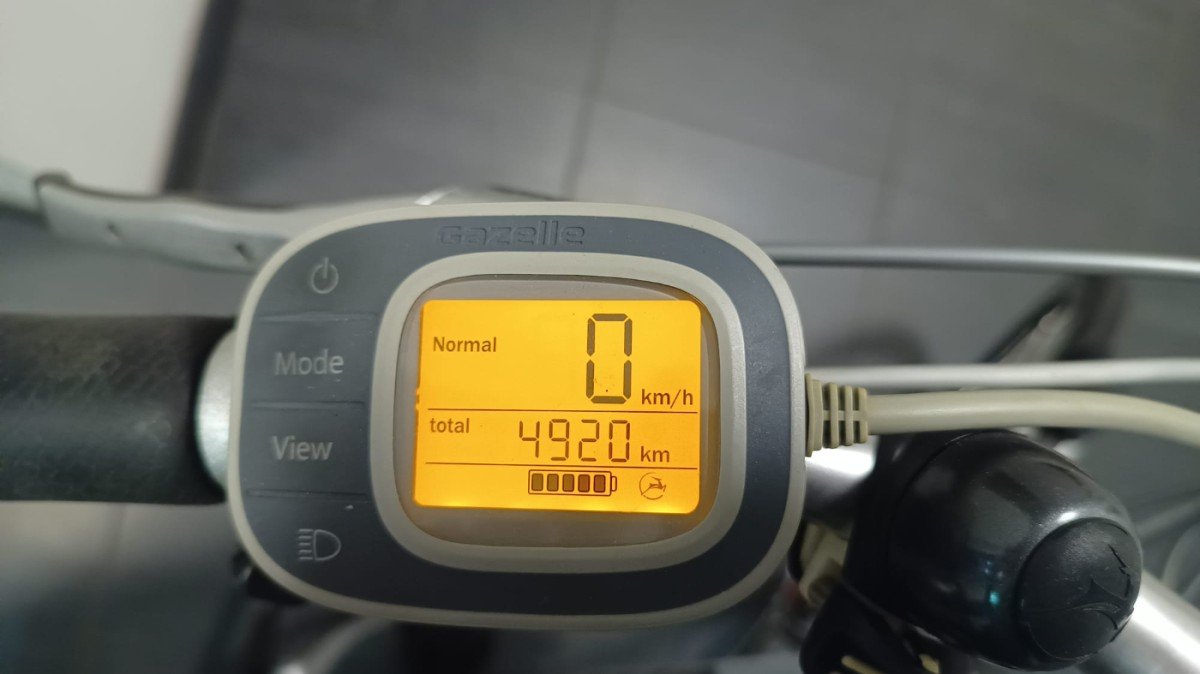 Gazelle
Mode
View
Normal
0 km/h
total 4920 km